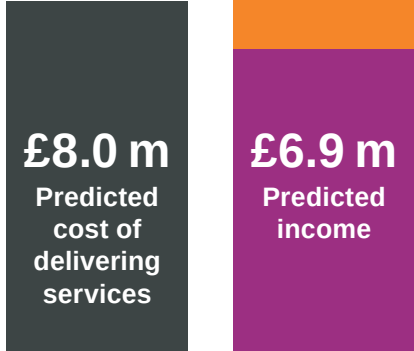 £8.0 m
Predicted
cost of
delivering
services
£6.9 m
Predicted
income